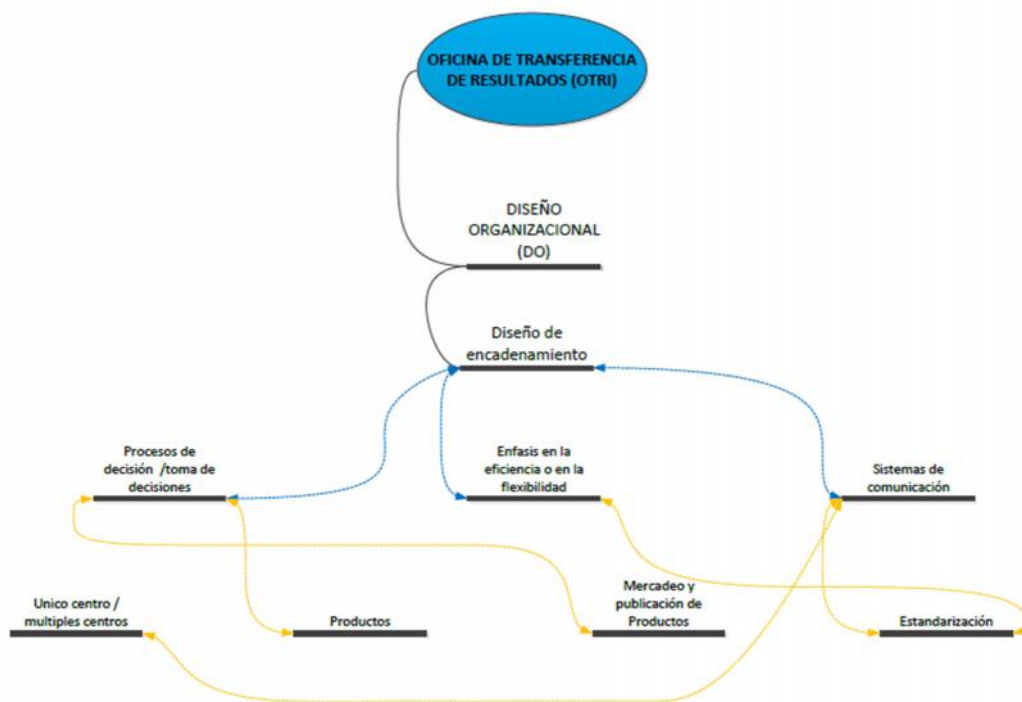 OFICINA DE TRANSFERENCIA
DE RESULTADOS (OTRI)
DISEÑO
ORGANIZACIONAL
(DO)
Diseño de
encadenamiento
Procesos de
decisión /toma de
decisiones
Enfasis en la
eficiencia o en la
flexibilidad
Sistemas de
comunicación
Unico centro /
multiples centros
Productos
Mercadeo y
publicación de
Productos
Estandarización